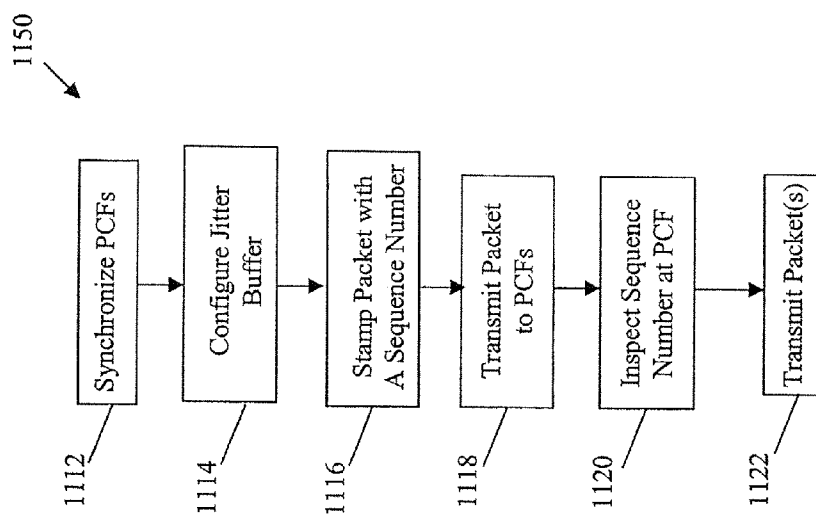 1150
1112
Synchronize PCFs
1114
Configure Jitter
Buffer
1116
Stamp Packet with
A Sequence Number
1118
Transmit Packet
to PCFs
1120
Inspect Sequence
Number at PCF
1122
Transmit Packet(s)